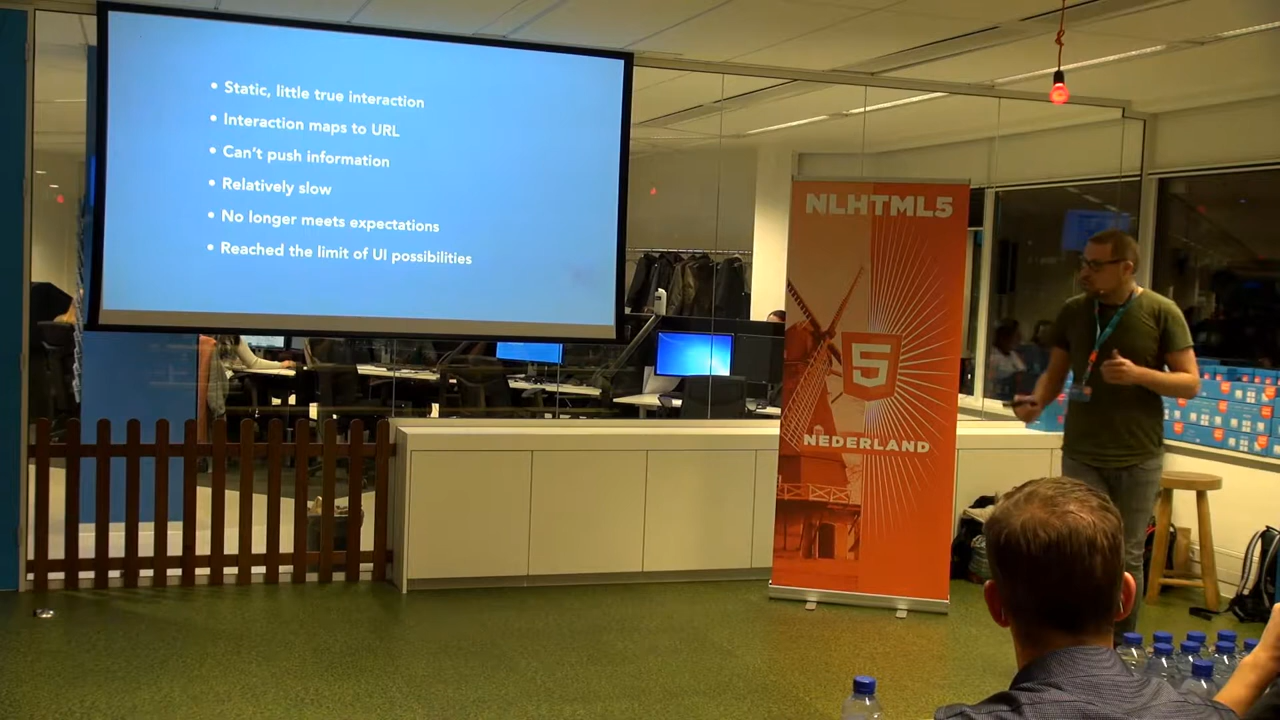 • Static, little true interaction
• Interaction maps to URL
• Can't push information
• Relatively slow
• No longer meets expectations
• Reached the limit of UI possibilities
NLHTML5
5
NEDERLAND